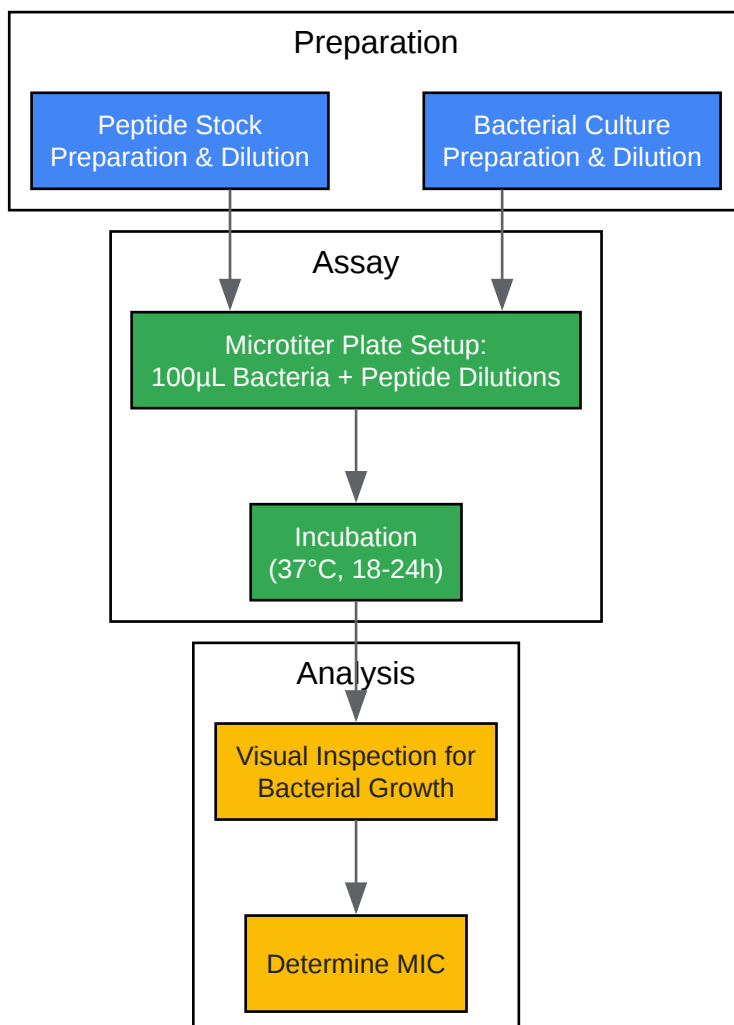 Preparation
Peptide Stock
Preparation & Dilution
Bacterial Culture
Preparation & Dilution
Assay
Microtiter Plate Setup:
100µL Bacteria + Peptide Dilutions
Incubation
(37°C, 18-24h)
Analysis
Visual Inspection for
Bacterial Growth
Determine MIC